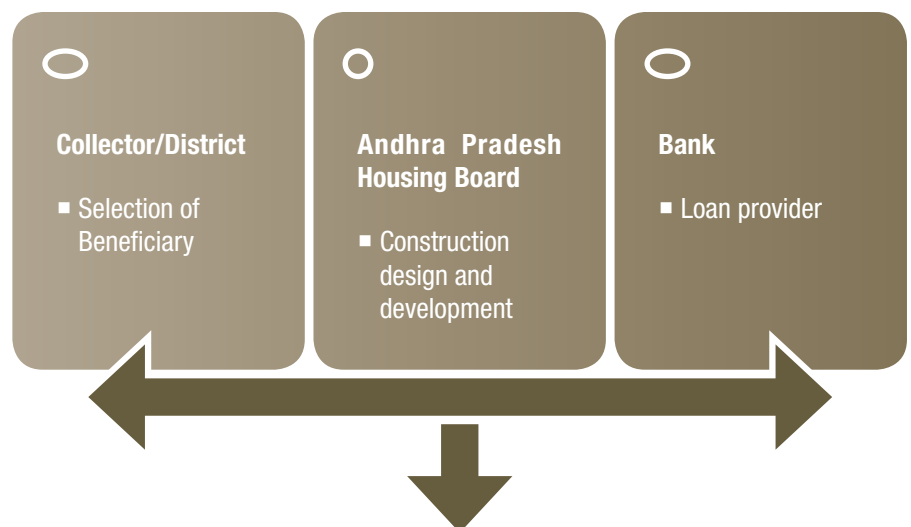 Collector/District
▪ Selection of
Beneficiary
Andhra Pradesh
Housing Board
▪ Construction
design and
development
Bank
▪ Loan provider